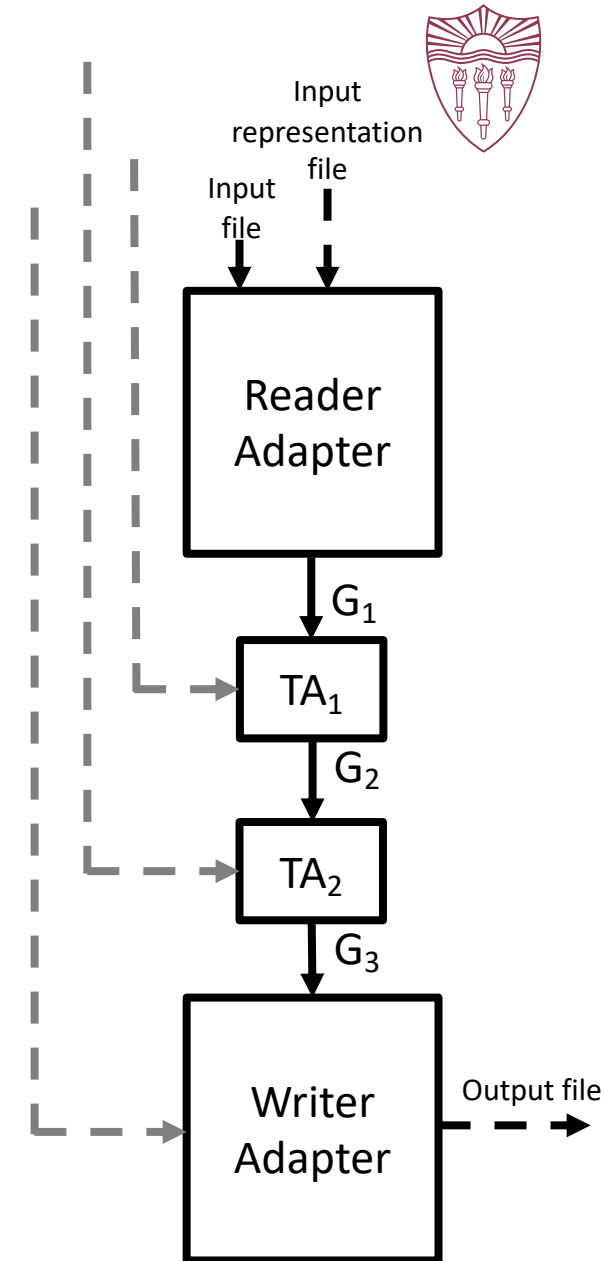 Input
representation
file
Input
file
Reader
Adapter
G₁
TA₁
G₂
TA₂
G₃
Writer
Adapter
Output file